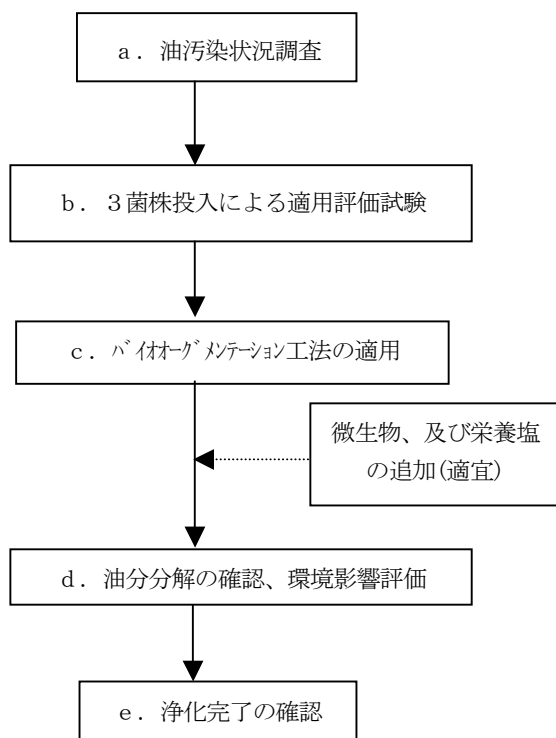 a．油汚染状況調査
b．３菌株投入による適用評価試験
c．ﾊﾞｲｵｵｰｸﾞﾒﾝﾃｰｼｮﾝ工法の適用
微生物、及び栄養塩
の追加(適宜)
d．油分分解の確認、環境影響評価
e．浄化完了の確認